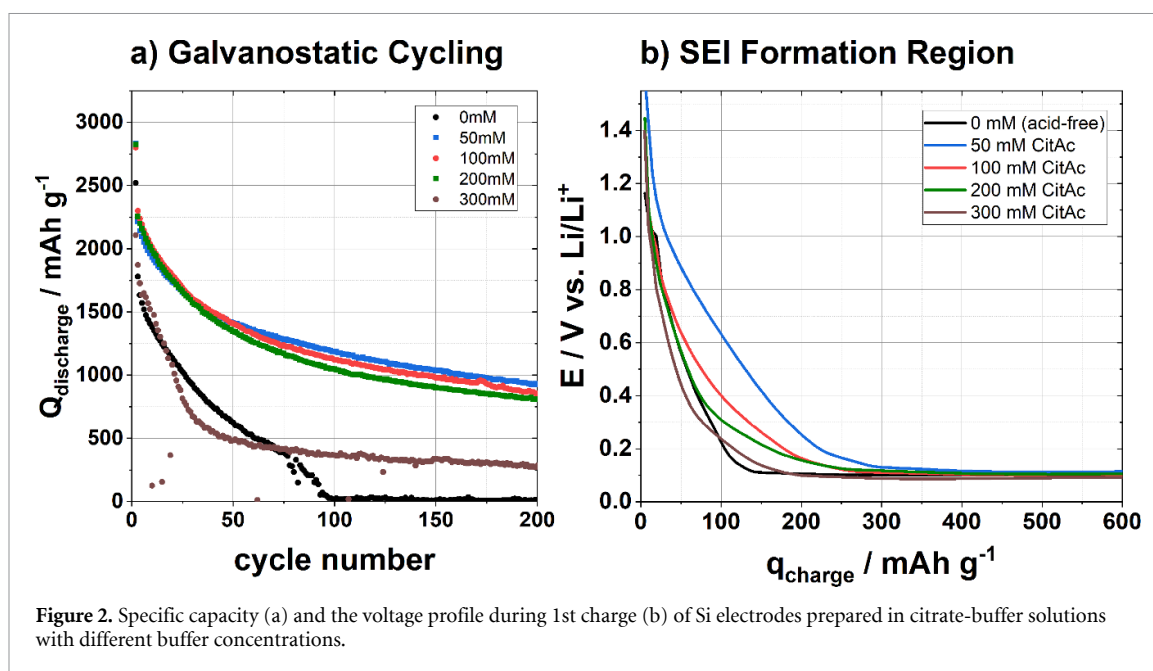 a) Galvanostatic Cycling
3000
2500
2000
1500
1000
500
0
0
50
100
150
200
Q_discharge / mAh g⁻¹
cycle number
0mM
50mM
100mM
200mM
300mM
b) SEI Formation Region
1.4
1.2
1.0
0.8
0.6
0.4
0.2
0.0
0
100
200
300
400
500
600
E / V vs. Li/Li⁺
q_charge / mAh g⁻¹
0 mM (acid-free)
50 mM CitAc
100 mM CitAc
200 mM CitAc
300 mM CitAc
Figure 2. Specific capacity (a) and the voltage profile during 1st charge (b) of Si electrodes prepared in citrate-buffer solutions
with different buffer concentrations.